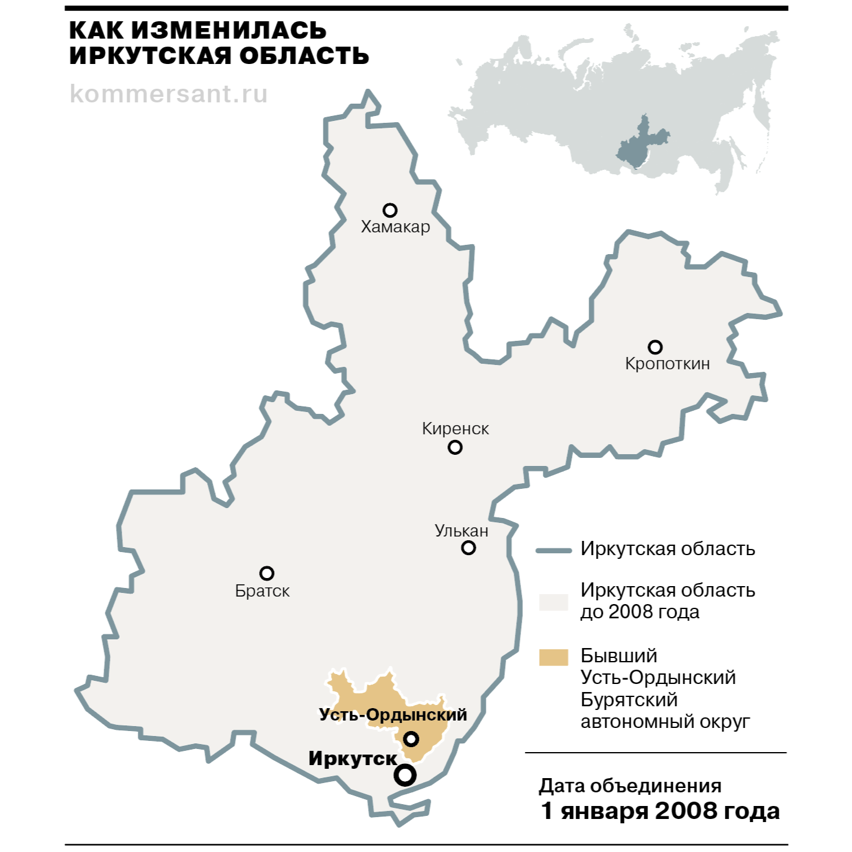 КАК ИЗМЕНИЛАСЬ
ИРКУТСКАЯ ОБЛАСТЬ
kommersant.ru
Хамакар
Кропоткин
Киренск
Улькан
Братск
Усть-Ордынский
Иркутск
Иркутская область
Иркутская область
до 2008 года
Бывший
Усть-Ордынский
Бурятский
автономный округ
Дата объединения
1 января 2008 года